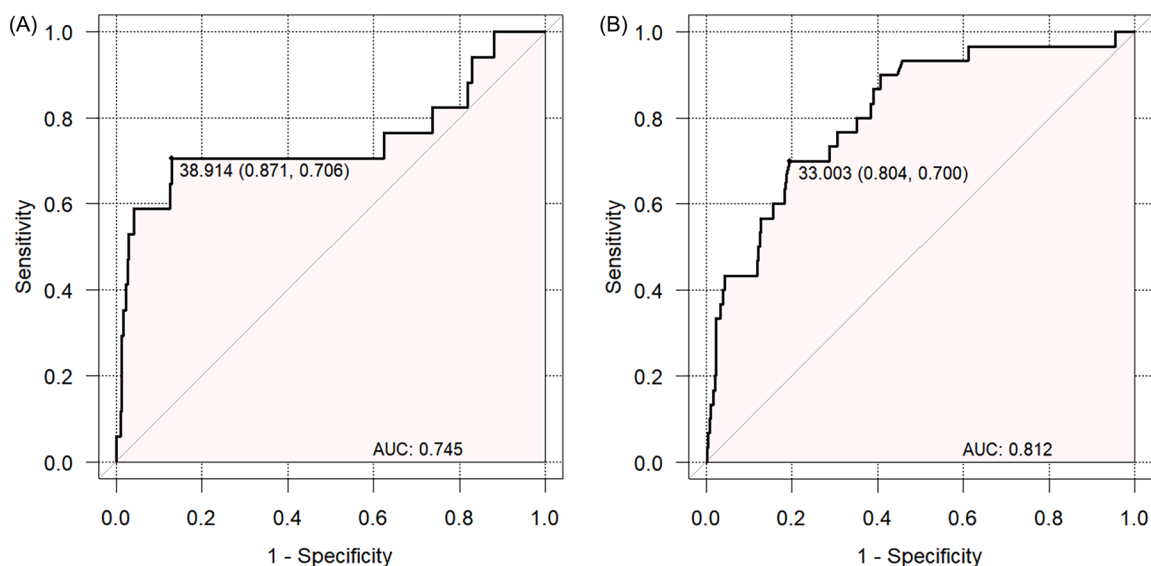 (A)
1.0
0.8
0.6
0.4
0.2
0.0
Sensitivity
38.914 (0.871, 0.706)
AUC: 0.745
0.0 0.2 0.4 0.6 0.8 1.0
1 - Specificity
(B)
1.0
0.8
0.6
0.4
0.2
0.0
Sensitivity
33.003 (0.804, 0.700)
AUC: 0.812
0.0 0.2 0.4 0.6 0.8 1.0
1 - Specificity